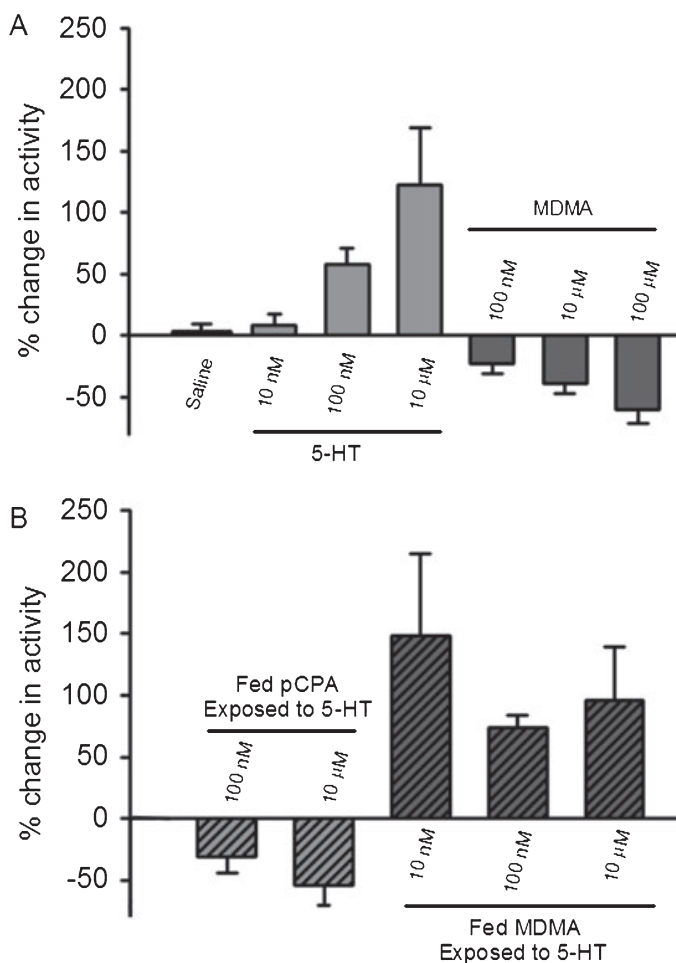 A
% change in activity
250
200
150
100
50
0
-50
MDMA
100 nM
10 µM
100 µM
Saline
10 nM
100 nM
10 µM
5-HT
B
% change in activity
250
200
150
100
50
0
-50
Fed pCPA
Exposed to 5-HT
100 nM
10 µM
10 nM
100 nM
10 µM
Fed MDMA
Exposed to 5-HT